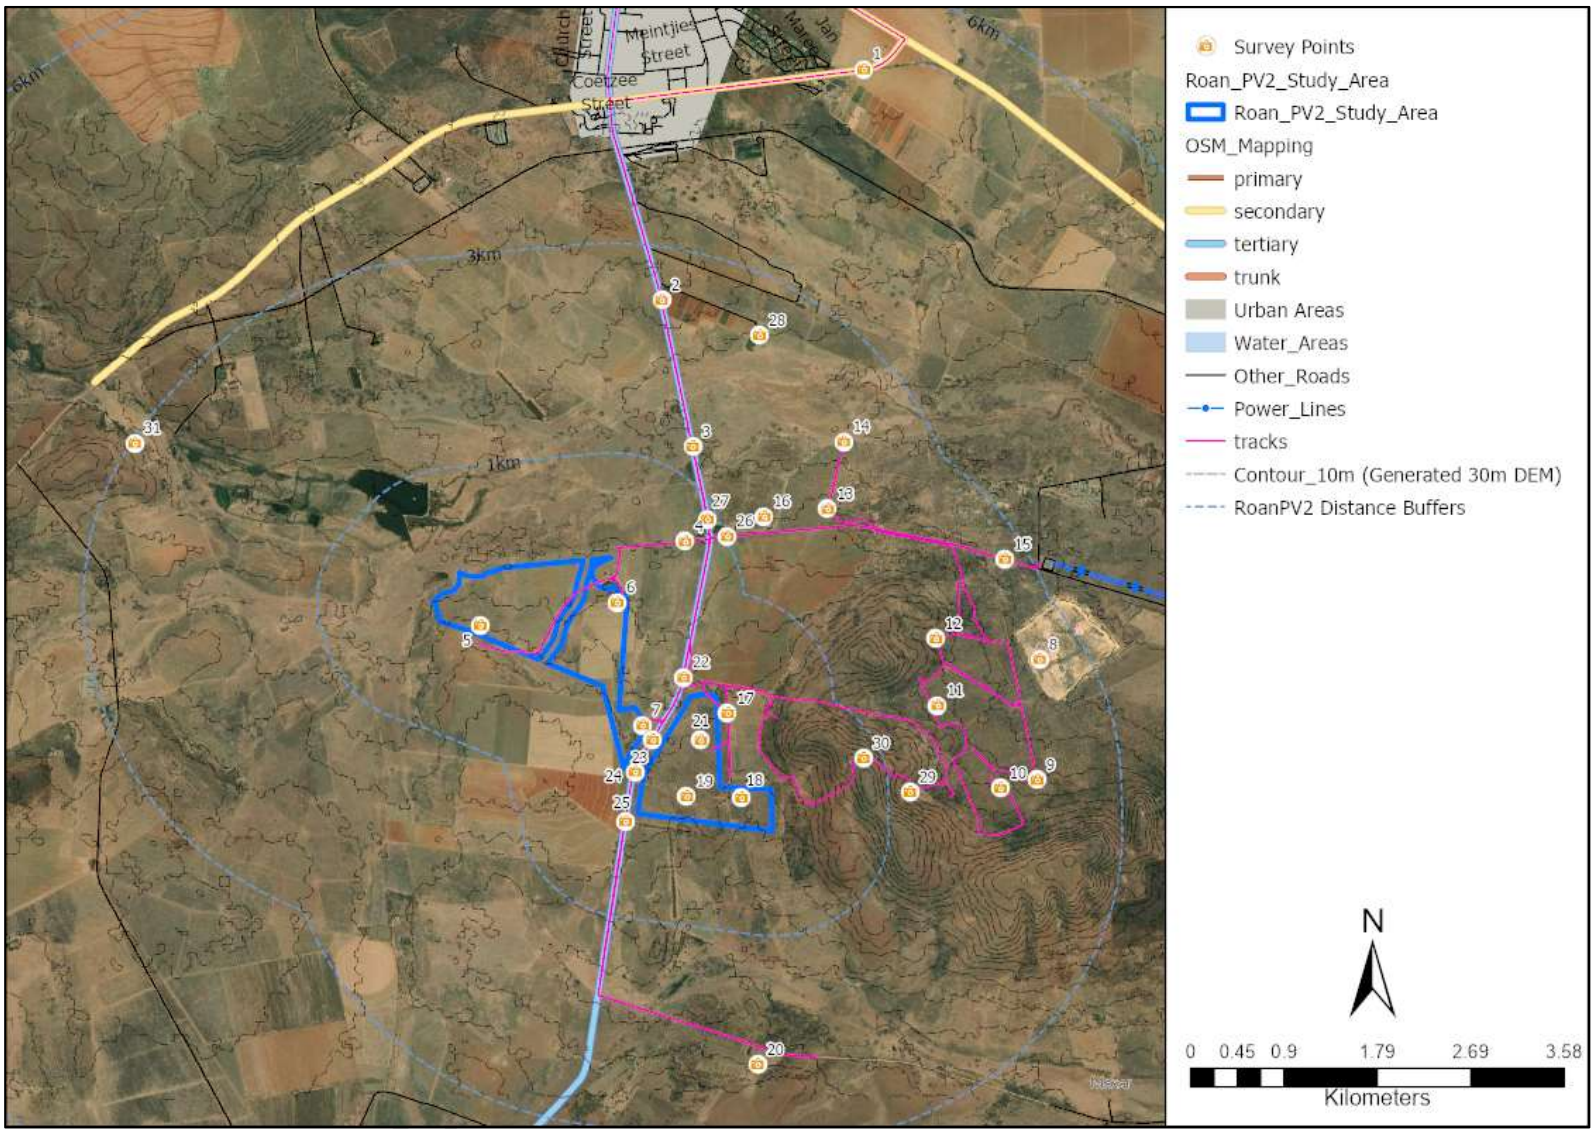 Church
Street
Meintjies
Street
Coetzee
Street
Jan
Mare
Street
6km
6km
3km
1km
1
2
28
3
14
31
27
16
13
4
26
15
6
5
12
8
22
11
7
17
21
23
30
24
19
18
29
10
9
25
20
Survey Points
Roan_PV2_Study_Area
Roan_PV2_Study_Area
OSM_Mapping
primary
secondary
tertiary
trunk
Urban Areas
Water_Areas
Other_Roads
Power_Lines
tracks
Contour_10m (Generated 30m DEM)
RoanPV2 Distance Buffers
N
0 0.45 0.9 1.79 2.69 3.58
Kilometers